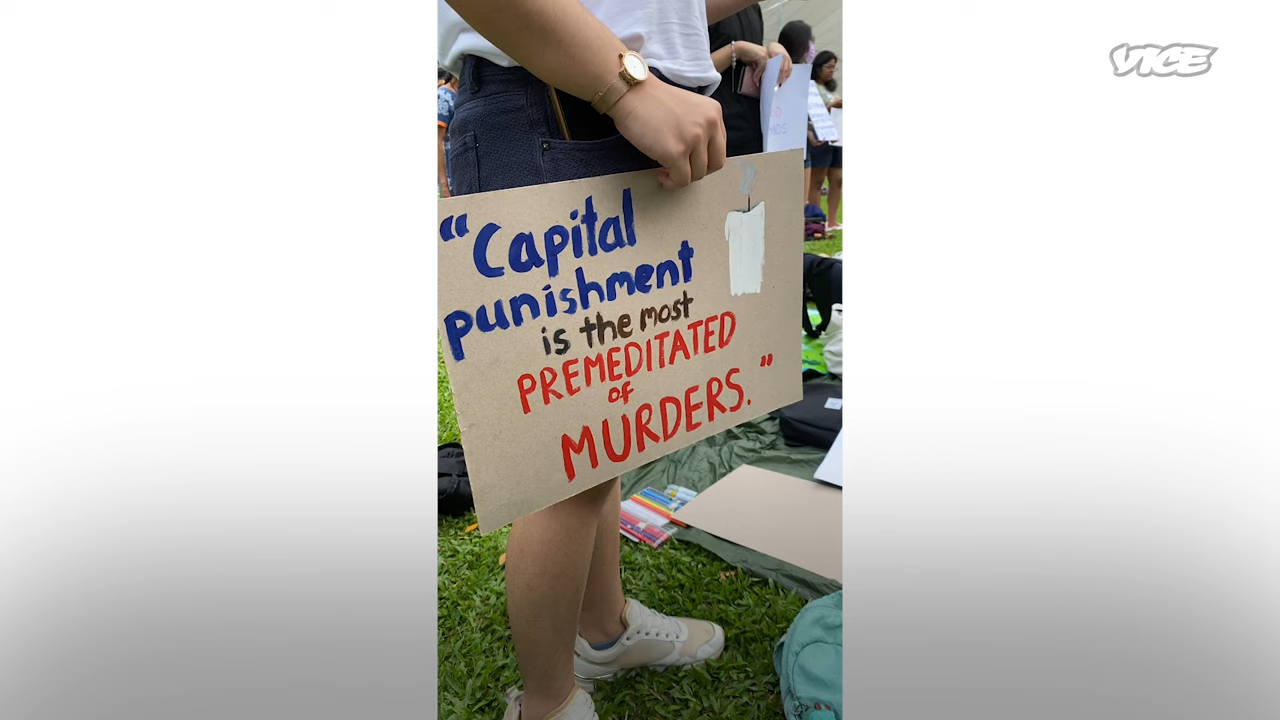 VICE
“Capital
punishment
is the most
PREMEDITATED
of
MURDERS.”